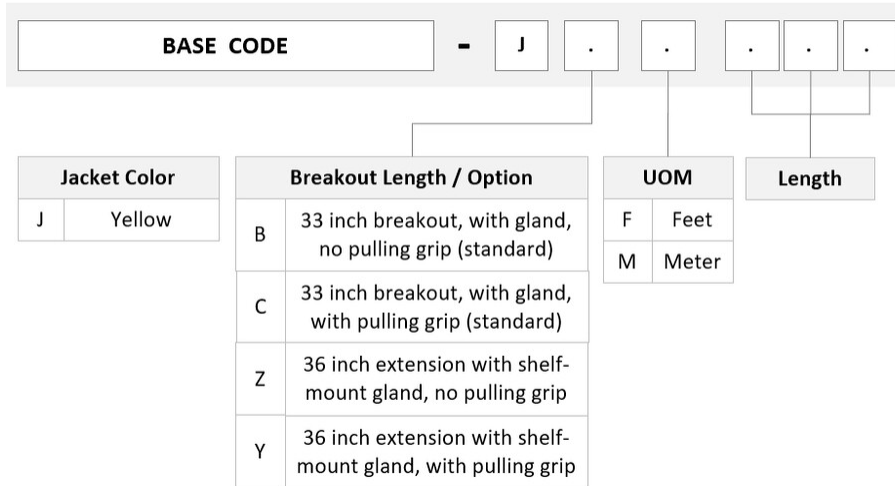 BASE CODE - J . . . . .
Jacket Color
J Yellow
Breakout Length / Option
B 33 inch breakout, with gland,
no pulling grip (standard)
C 33 inch breakout, with gland,
with pulling grip (standard)
Z 36 inch extension with shelf-
mount gland, no pulling grip
Y 36 inch extension with shelf-
mount gland, with pulling grip
UOM
F Feet
M Meter
Length